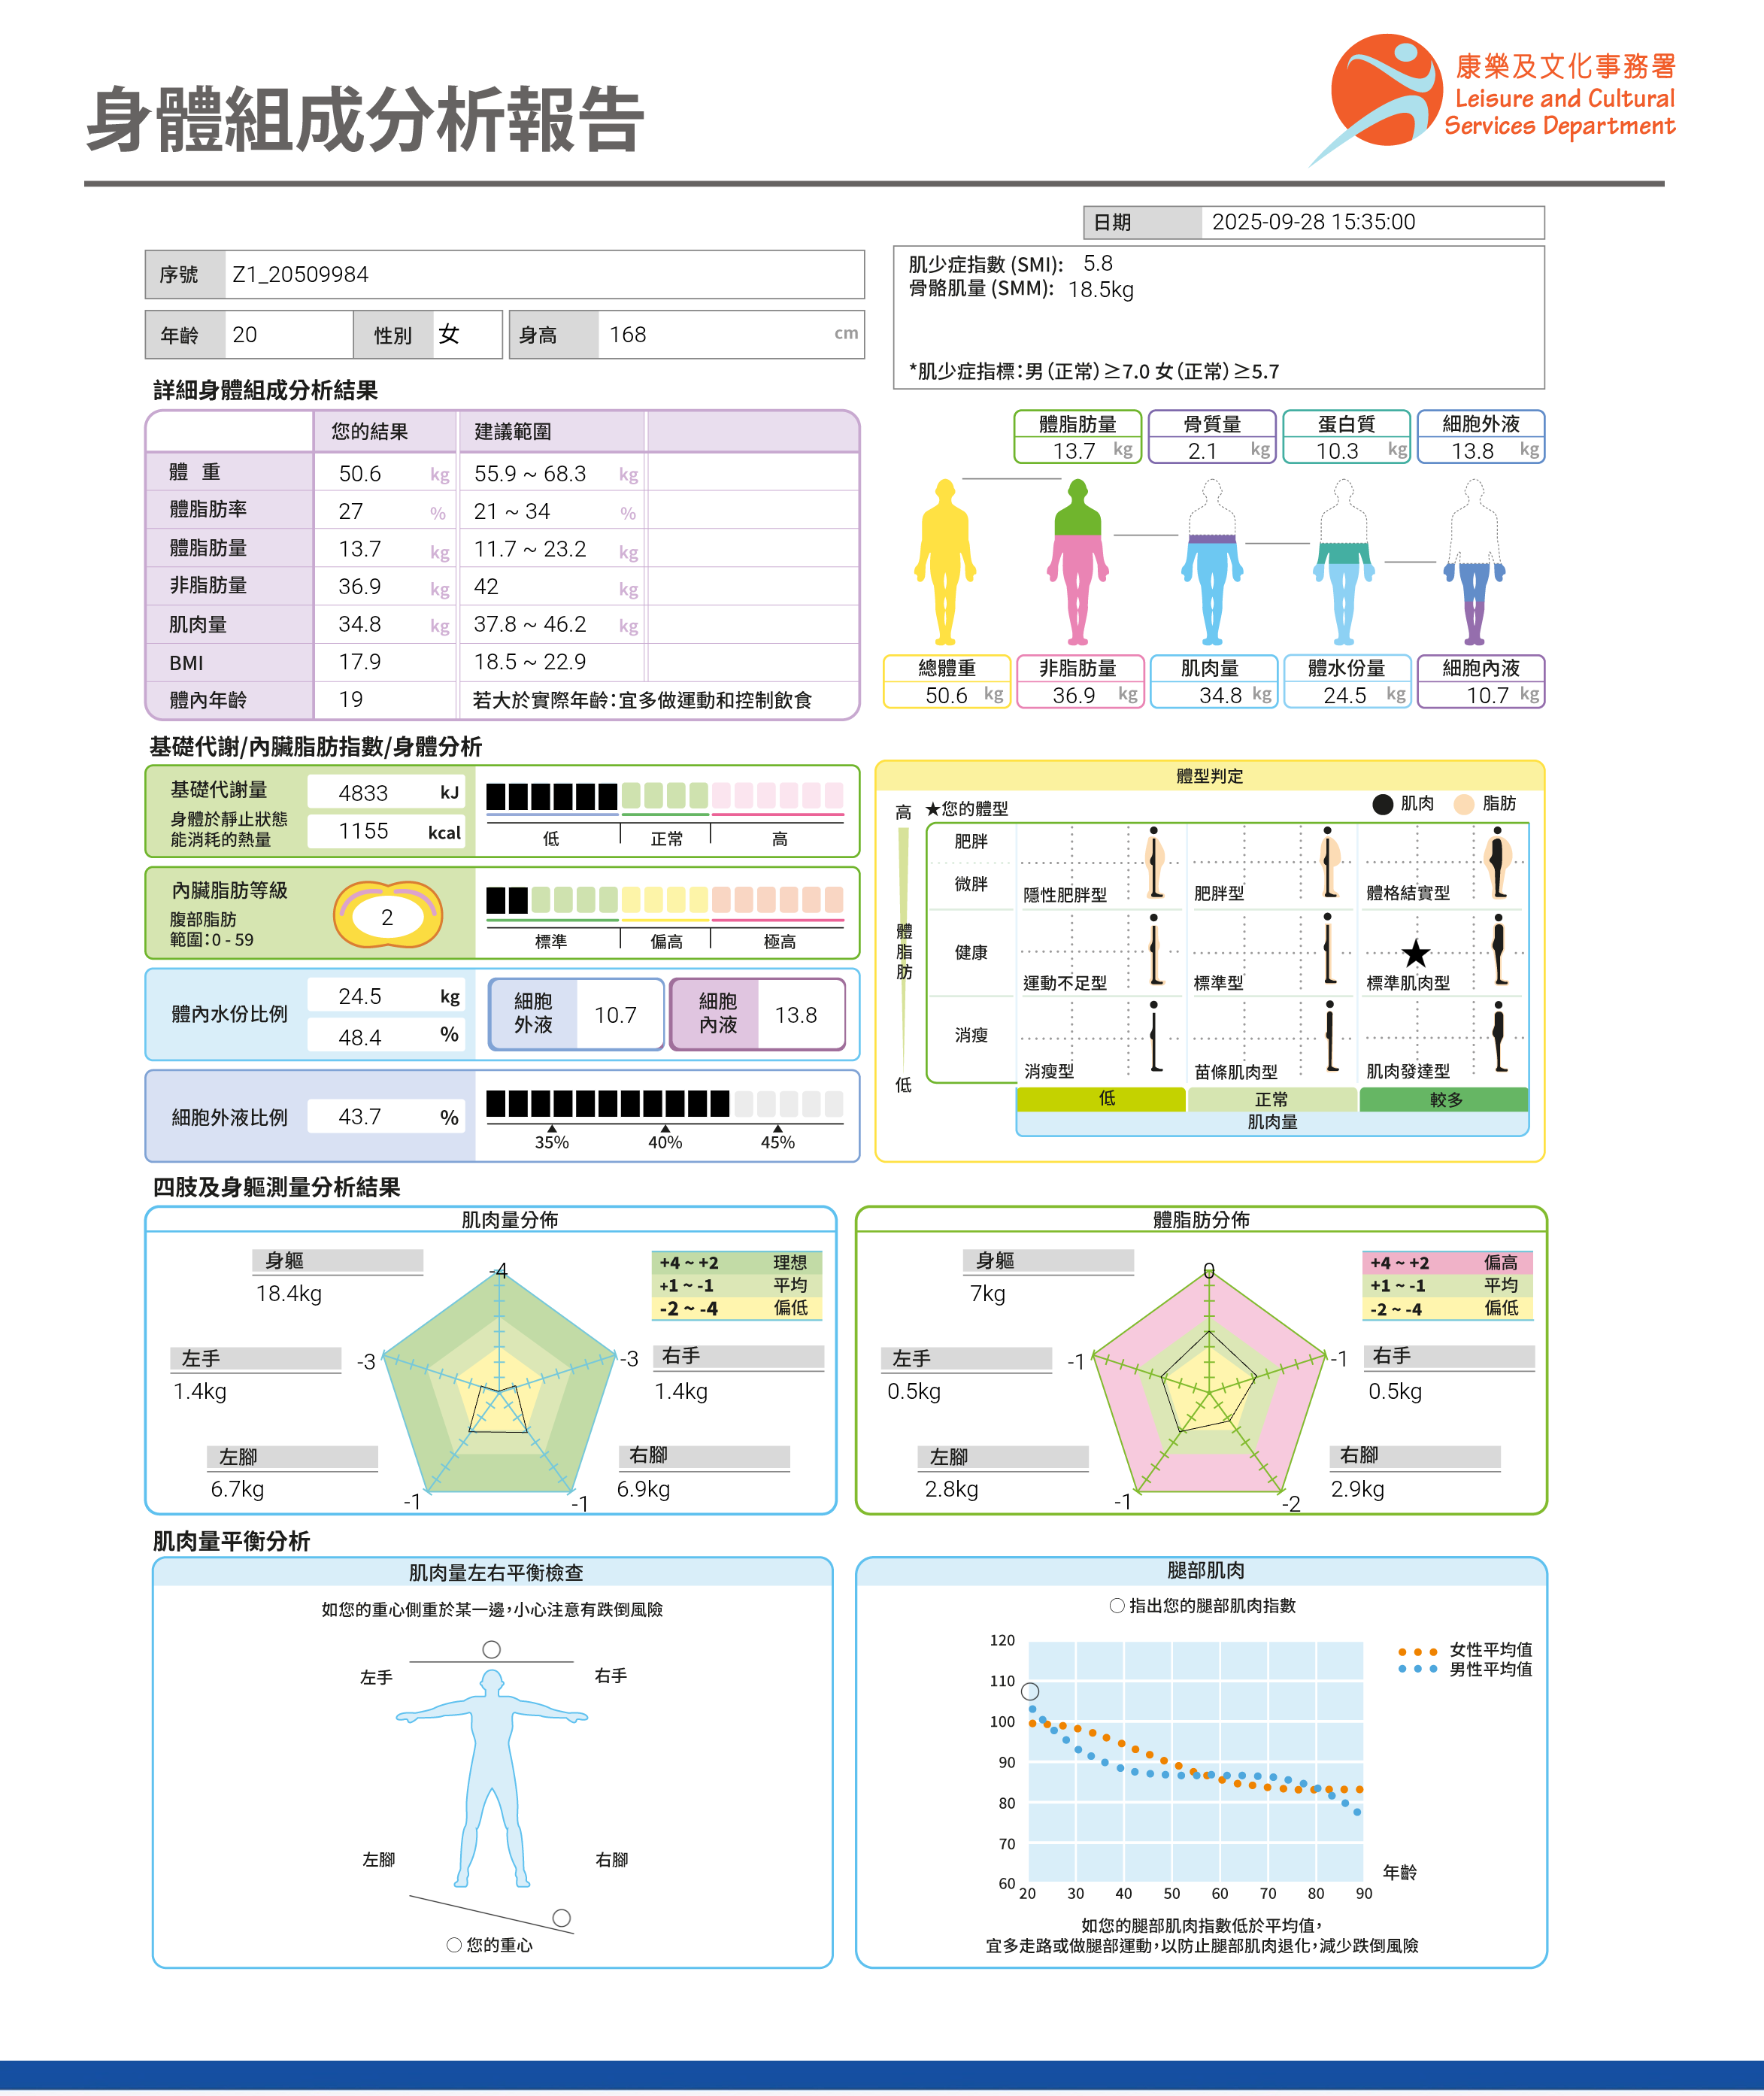 身體組成分析報告
康樂及文化事務署
Leisure and Cultural
Services Department
日期 2025-09-28 15:35:00
序號 Z1_20509984
年齡 20 性別 女 身高 168 cm
肌少症指數 (SMI): 5.8
骨骼肌量 (SMM): 18.5kg
*肌少症指標：男（正常）≥7.0 女（正常）≥5.7
詳細身體組成分析結果
您的結果 建議範圍
體 重 50.6 kg 55.9 ~ 68.3 kg
體脂肪率 27 % 21 ~ 34 %
體脂肪量 13.7 kg 11.7 ~ 23.2 kg
非脂肪量 36.9 kg 42 kg
肌肉量 34.8 kg 37.8 ~ 46.2 kg
BMI 17.9 18.5 ~ 22.9
體內年齡 19 若大於實際年齡：宜多做運動和控制飲食
體脂肪量 骨質量 蛋白質 細胞外液
13.7 kg 2.1 kg 10.3 kg 13.8 kg
總體重 非脂肪量 肌肉量 體水份量 細胞內液
50.6 kg 36.9 kg 34.8 kg 24.5 kg 10.7 kg
基礎代謝/內臟脂肪指數/身體分析
基礎代謝量 4833 kJ
身體於靜止狀態
能消耗的熱量 1155 kcal
低 正常 高
內臟脂肪等級
腹部脂肪
範圍：0 - 59
2
標準 偏高 極高
體內水份比例 24.5 kg
48.4 %
細胞
外液 10.7
細胞
內液 13.8
細胞外液比例 43.7 %
35% 40% 45%
體型判定
高 ★您的體型 肌肉 脂肪
體
脂
肪
低
肥胖
微胖
隱性肥胖型 肥胖型 體格結實型
健康
運動不足型 標準型 標準肌肉型
消瘦
消瘦型 苗條肌肉型 肌肉發達型
低 正常 較多
肌肉量
四肢及身軀測量分析結果
肌肉量分佈
身軀
18.4kg
-4
+4 ~ +2 理想
+1 ~ -1 平均
-2 ~ -4 偏低
左手
1.4kg
-3
-3
右手
1.4kg
左腳
6.7kg
-1
-1
右腳
6.9kg
體脂肪分佈
身軀
7kg
0
+4 ~ +2 偏高
+1 ~ -1 平均
-2 ~ -4 偏低
左手
0.5kg
-1
-1
右手
0.5kg
左腳
2.8kg
-1
-2
右腳
2.9kg
肌肉量平衡分析
肌肉量左右平衡檢查
如您的重心側重於某一邊，小心注意有跌倒風險
左手 右手
左腳 右腳
您的重心
腿部肌肉
指出您的腿部肌肉指數
女性平均值
男性平均值
120
110
100
90
80
70
60
20 30 40 50 60 70 80 90
年齡
如您的腿部肌肉指數低於平均值，
宜多走路或做腿部運動，以防止腿部肌肉退化，減少跌倒風險